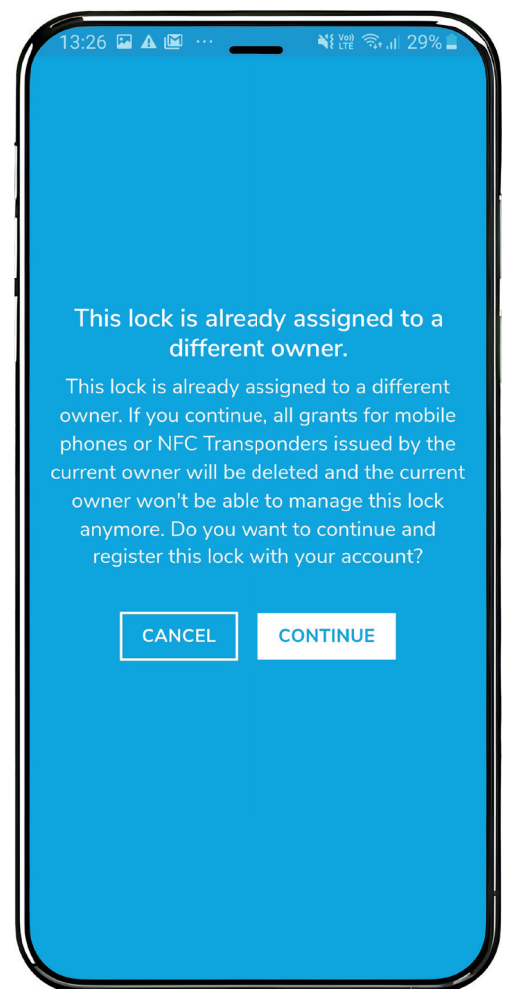 13:26 ... Vo)) LTE 29%
This lock is already assigned to a
different owner.
This lock is already assigned to a different
owner. If you continue, all grants for mobile
phones or NFC Transponders issued by the
current owner will be deleted and the current
owner won't be able to manage this lock
anymore. Do you want to continue and
register this lock with your account?
CANCEL CONTINUE